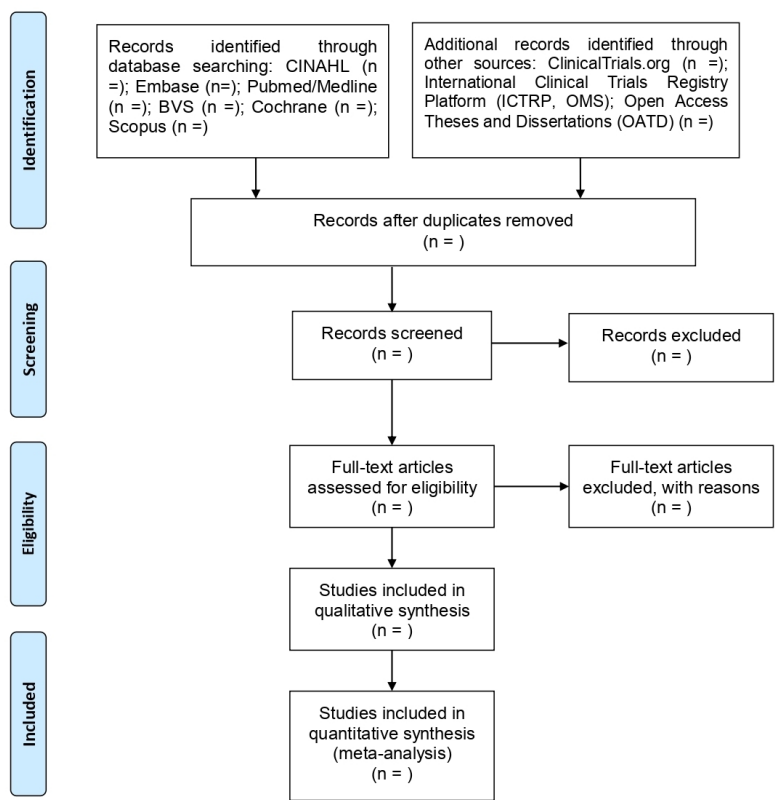 Identification
Records identified through
database searching: CINAHL (n
=); Embase (n=); Pubmed/Medline
(n =); BVS (n =); Cochrane (n =);
Scopus (n =)
Additional records identified through
other sources: ClinicalTrials.org (n =);
International Clinical Trials Registry
Platform (ICTRP, OMS); Open Access
Theses and Dissertations (OATD) (n =)
Records after duplicates removed
(n = )
Screening
Records screened
(n = )
Records excluded
(n = )
Eligibility
Full-text articles
assessed for eligibility
(n = )
Full-text articles
excluded, with reasons
(n = )
Studies included in
qualitative synthesis
(n = )
Included
Studies included in
quantitative synthesis
(meta-analysis)
(n = )